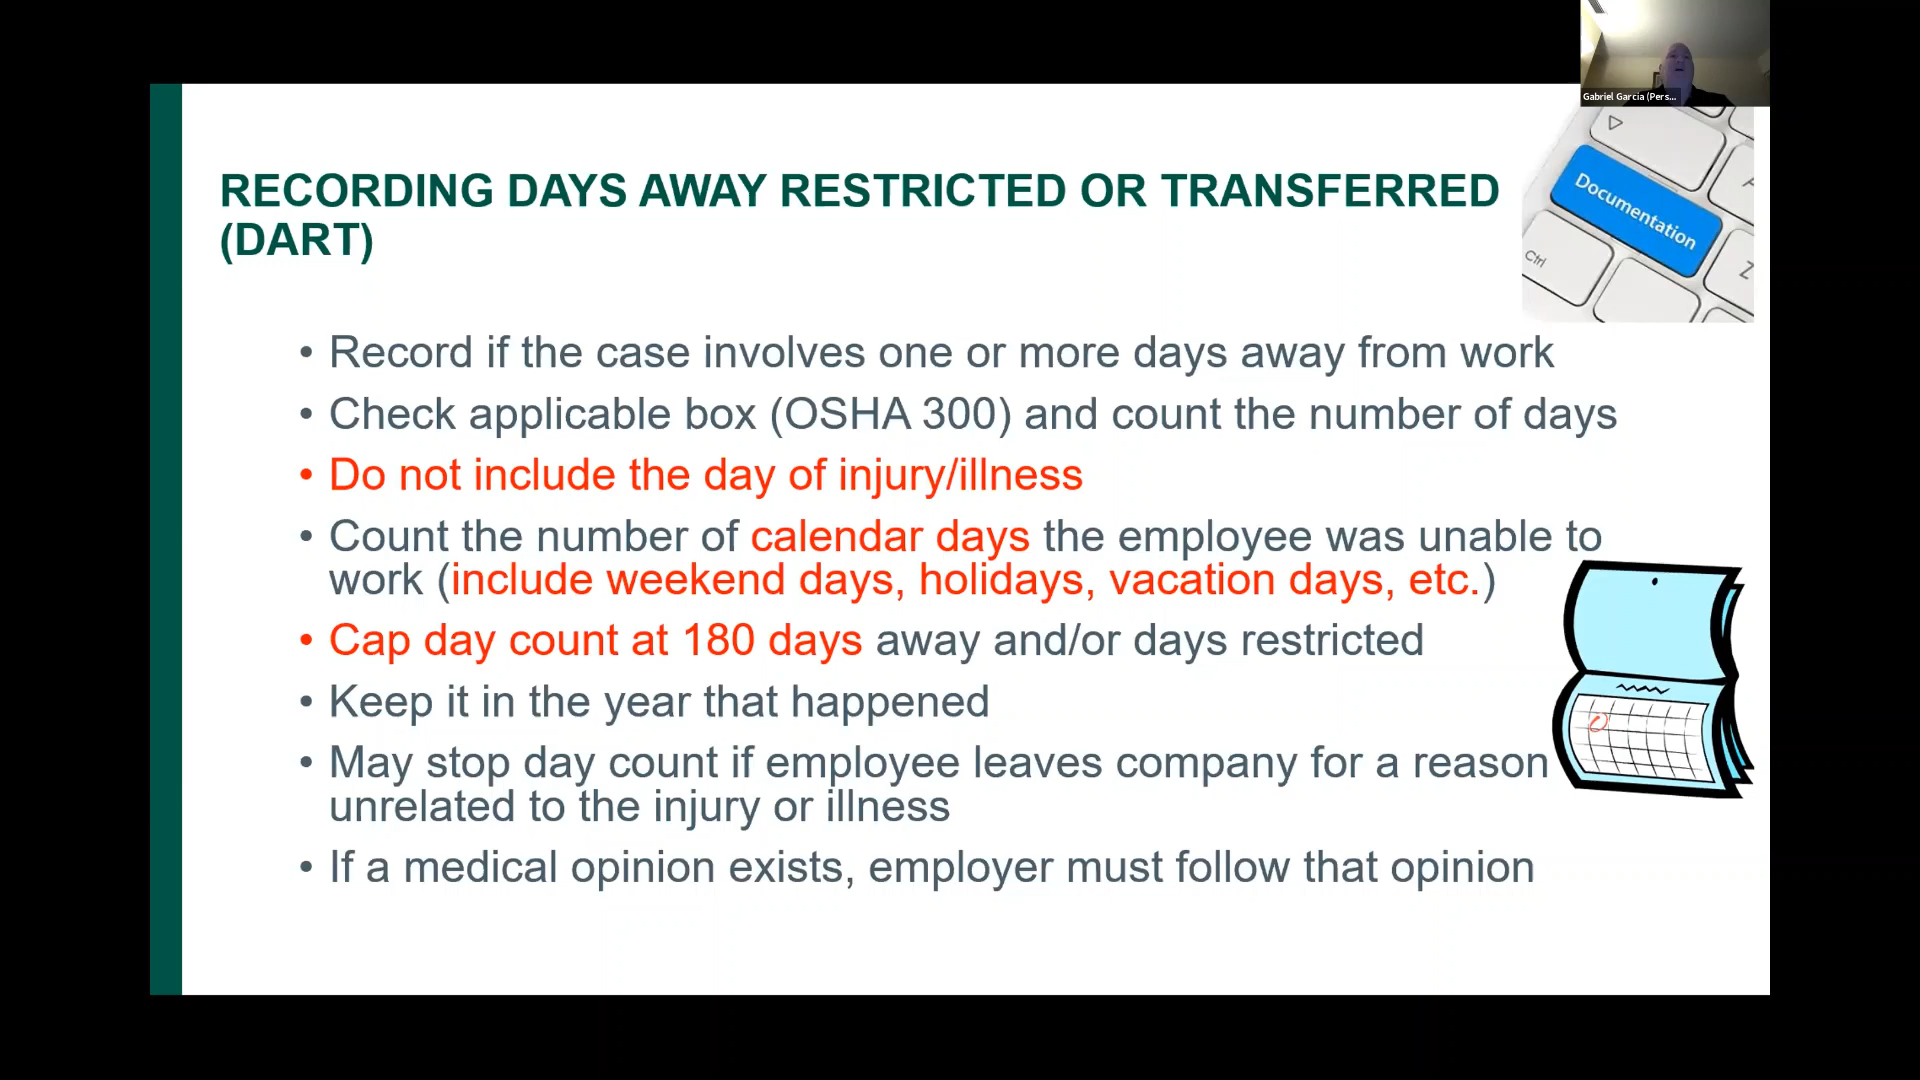 Gabriel Garcia (Pers...
RECORDING DAYS AWAY RESTRICTED OR TRANSFERRED
(DART)
Documentation
Ctrl
A
Z
• Record if the case involves one or more days away from work
• Check applicable box (OSHA 300) and count the number of days
• Do not include the day of injury/illness
• Count the number of calendar days the employee was unable to
work (include weekend days, holidays, vacation days, etc.)
• Cap day count at 180 days away and/or days restricted
• Keep it in the year that happened
• May stop day count if employee leaves company for a reason
unrelated to the injury or illness
• If a medical opinion exists, employer must follow that opinion